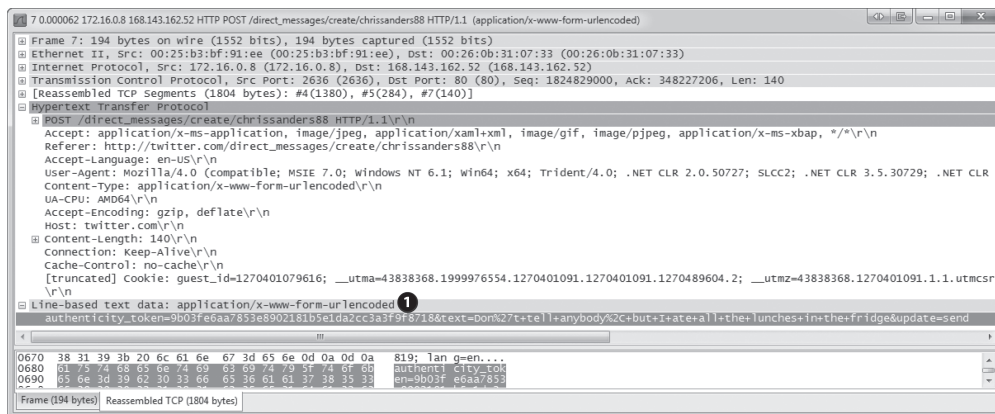 7 0.000062 172.16.0.8 168.143.162.52 HTTP POST /direct_messages/create/chrissanders88 HTTP/1.1 (application/x-www-form-urlencoded)
Frame 7: 194 bytes on wire (1552 bits), 194 bytes captured (1552 bits)
Ethernet II, Src: 00:25:b3:bf:91:ee (00:25:b3:bf:91:ee), Dst: 00:26:0b:31:07:33 (00:26:0b:31:07:33)
Internet Protocol, Src: 172.16.0.8 (172.16.0.8), Dst: 168.143.162.52 (168.143.162.52)
Transmission Control Protocol, Src Port: 2636 (2636), Dst Port: 80 (80), Seq: 1824829000, Ack: 348227206, Len: 140
[Reassembled TCP Segments (1804 bytes): #4(1380), #5(284), #7(140)]
Hypertext Transfer Protocol
POST /direct_messages/create/chrissanders88 HTTP/1.1\r\n
Accept: application/x-ms-application, image/jpeg, application/xaml+xml, image/gif, image/pjpeg, application/x-ms-xbap, */*\r\n
Referer: http://twitter.com/direct_messages/create/chrissanders88\r\n
Accept-Language: en-US\r\n
User-Agent: Mozilla/4.0 (compatible; MSIE 7.0; Windows NT 6.1; Win64; x64; Trident/4.0; .NET CLR 2.0.50727; SLCC2; .NET CLR 3.5.30729; .NET CLR
Content-Type: application/x-www-form-urlencoded\r\n
UA-CPU: AMD64\r\n
Accept-Encoding: gzip, deflate\r\n
Host: twitter.com\r\n
Content-Length: 140\r\n
Connection: Keep-Alive\r\n
Cache-Control: no-cache\r\n
[truncated] Cookie: guest_id=1270401079616; __utma=43838368.1999976554.1270401091.1270401091.1270489604.2; __utmz=43838368.1270401091.1.1.utmcsr
\r\n
Line-based text data: application/x-www-form-urlencoded 1
authenticity_token=9b03fe6aa7853e8902181b5e1da2cc3a3f9f8718&text=Don%27t+tell+anybody%2C+but+I+ate+all+the+lunches+in+the+fridge&update=send
0670 38 31 39 3b 20 6c 61 6e 67 3d 65 6e 0d 0a 0d 0a 819; lan g=en....
0680 61 75 74 68 65 6e 74 69 63 69 74 79 5f 74 6f 6b authenti city_tok
0690 65 6e 3d 39 62 30 33 66 65 36 61 61 37 38 35 33 en=9b03f e6aa7853
Frame (194 bytes) Reassembled TCP (1804 bytes)